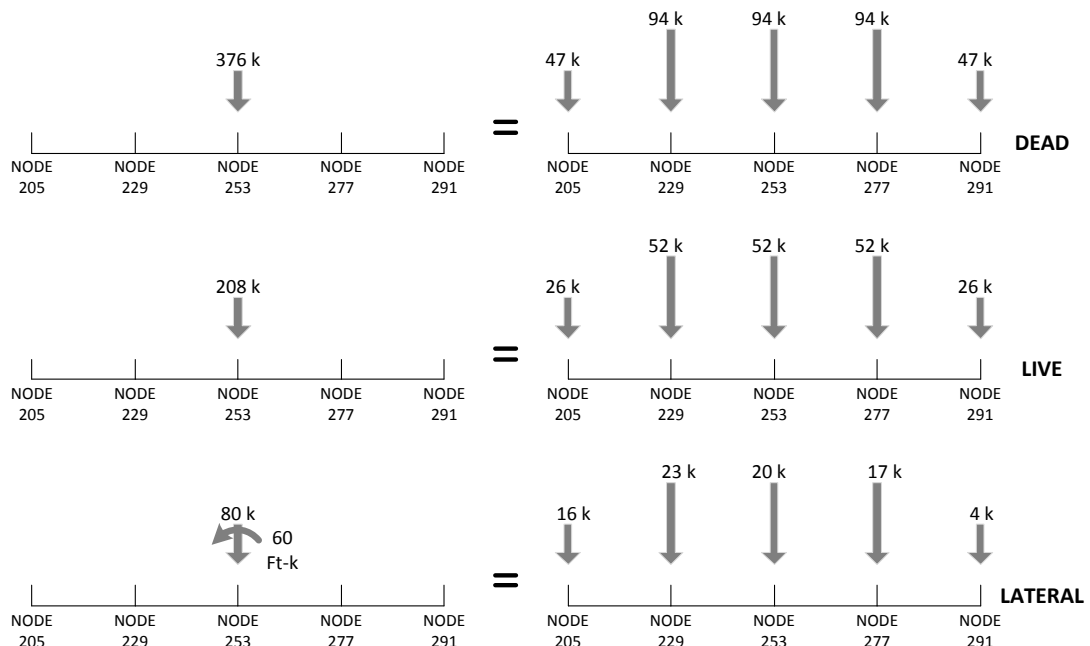 94 k 94 k 94 k
376 k 47 k 47 k
= DEAD
NODE NODE NODE NODE NODE NODE NODE NODE NODE NODE
205 229 253 277 291 205 229 253 277 291
52 k 52 k 52 k
208 k 26 k 26 k
= LIVE
NODE NODE NODE NODE NODE NODE NODE NODE NODE NODE
205 229 253 277 291 205 229 253 277 291
23 k 20 k 17 k
80 k 16 k 4 k
60
Ft-k
= LATERAL
NODE NODE NODE NODE NODE NODE NODE NODE NODE NODE
205 229 253 277 291 205 229 253 277 291